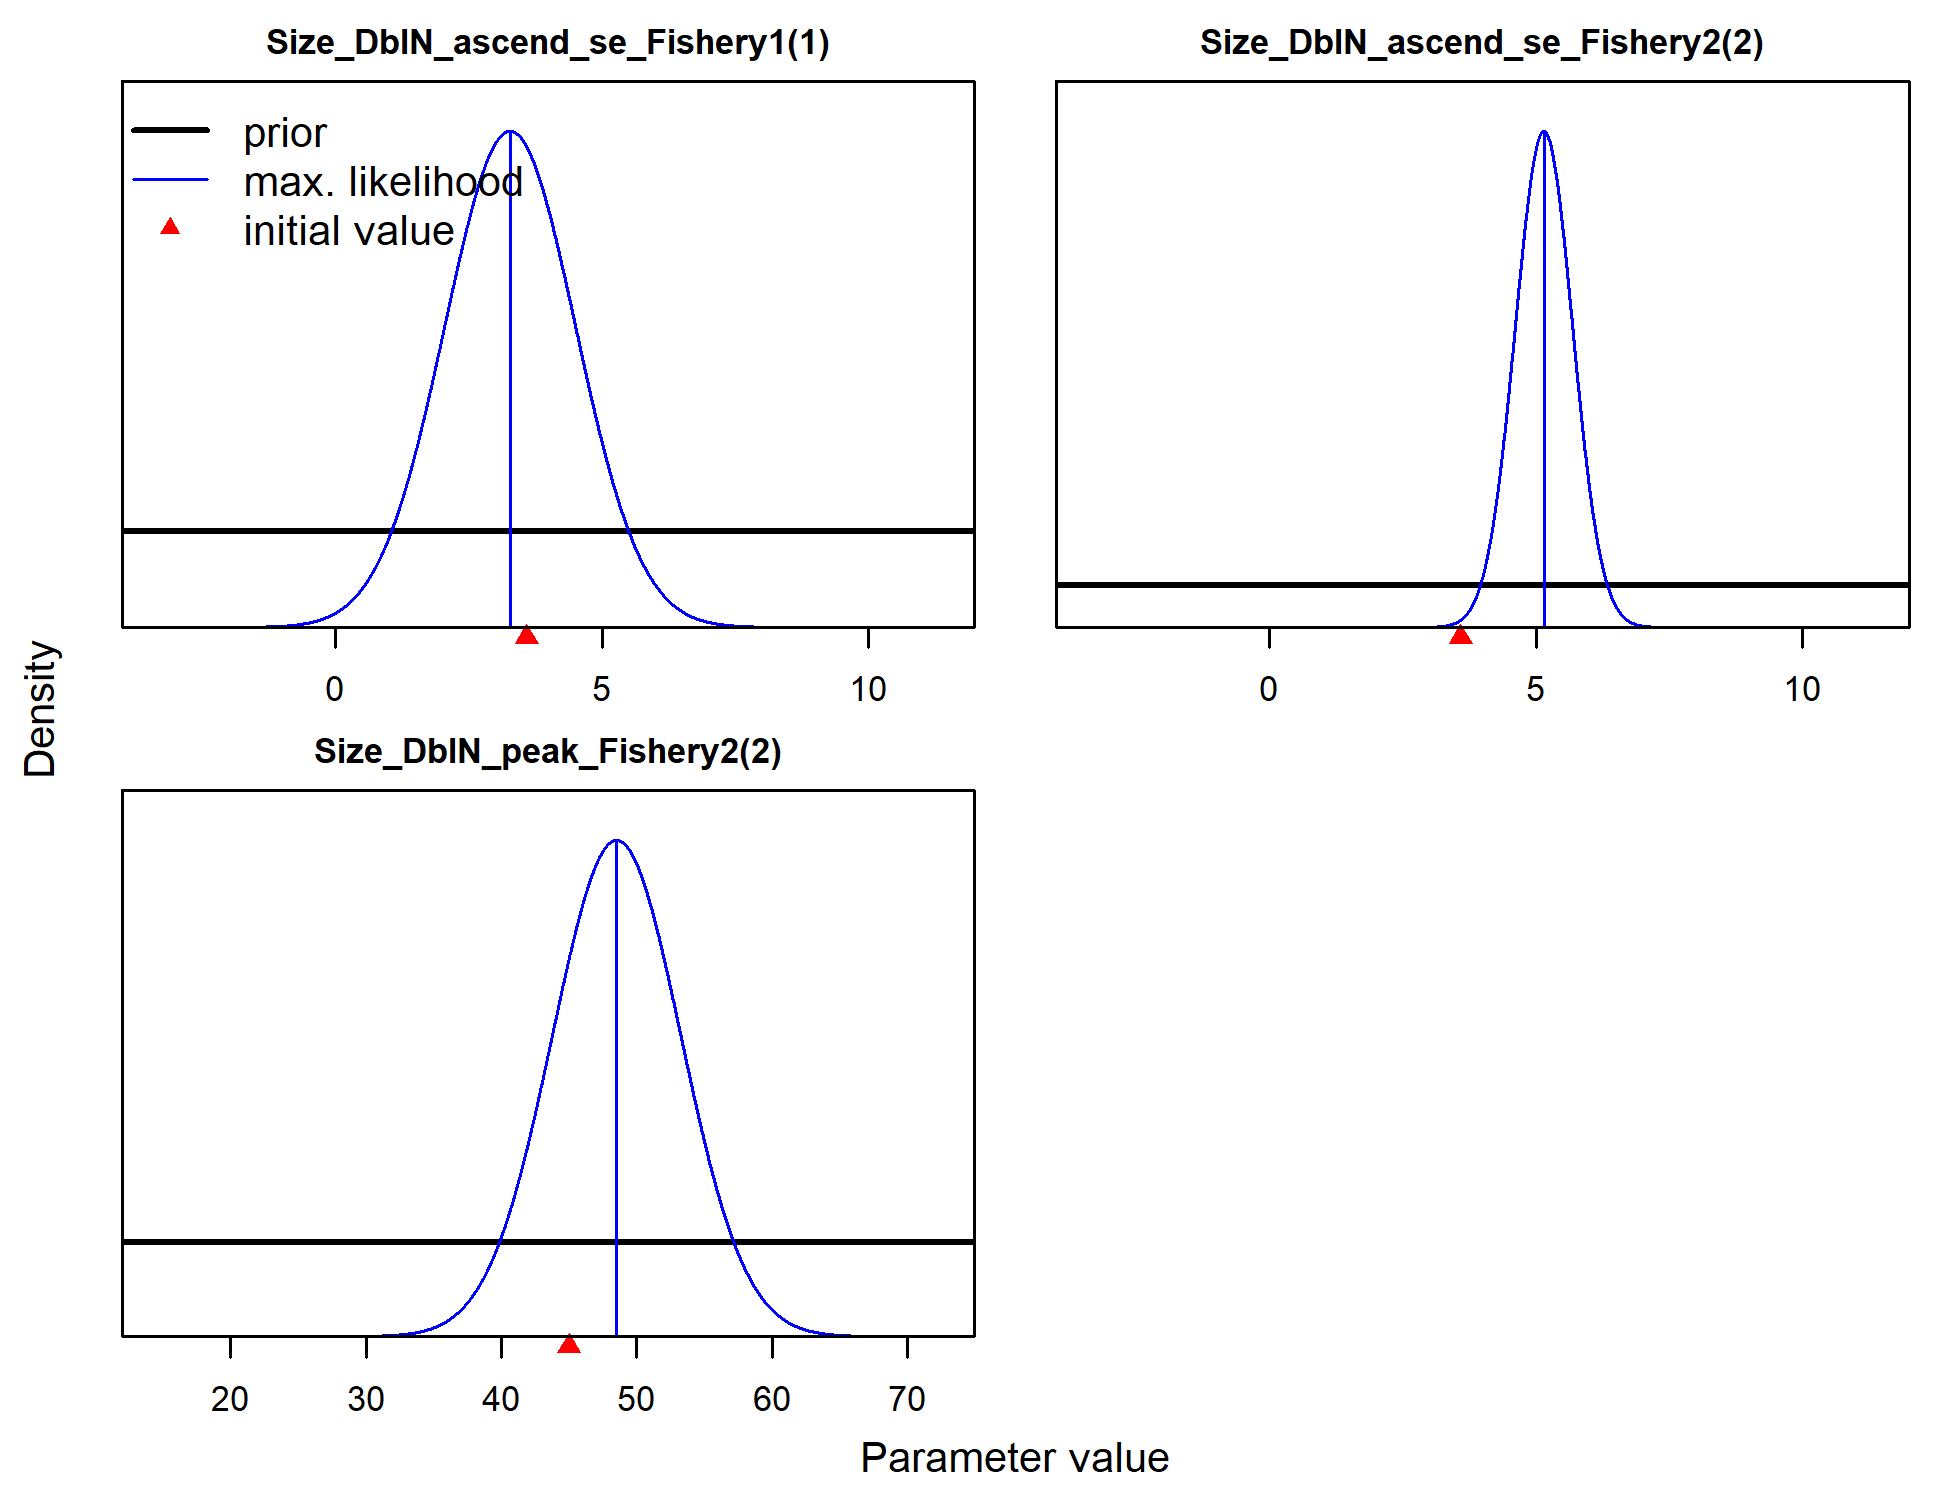 Size_DblN_ascend_se_Fishery1(1)
prior
max. likelihood
initial value
0 5 10
Size_DblN_ascend_se_Fishery2(2)
0 5 10
Size_DblN_peak_Fishery2(2)
20 30 40 50 60 70
Density
Parameter value